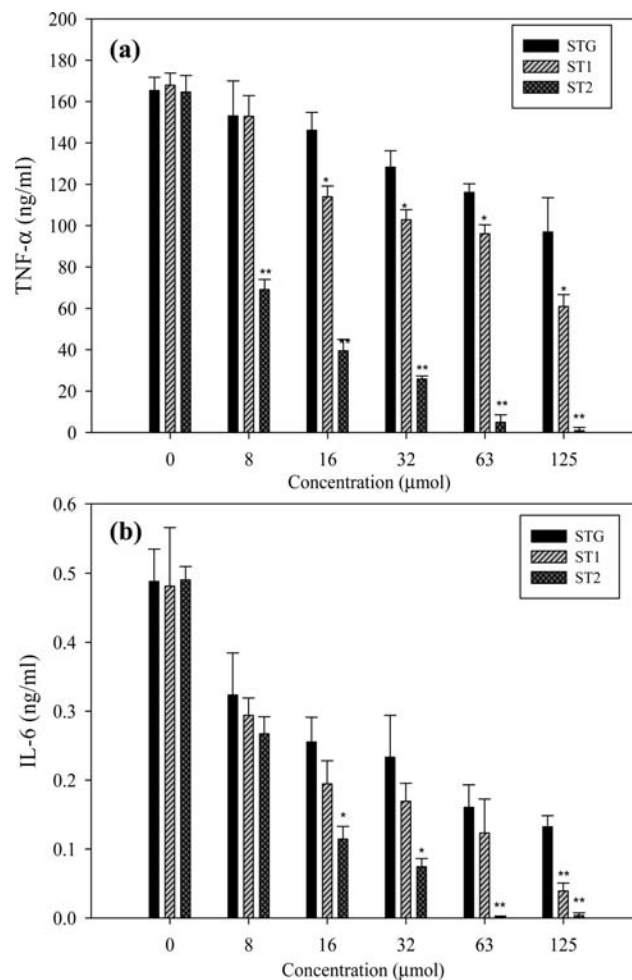 200
180
(a)
STG
ST1
ST2
160
140
*
120
*
*
100
80
**
*
60
40
**
**
20
**
**
0
TNF-α (ng/ml)
0 8 16 32 63 125
Concentration (μmol)
0.6
(b)
STG
ST1
ST2
0.5
0.4
0.3
0.2
*
*
0.1
**
**
**
0.0
IL-6 (ng/ml)
0 8 16 32 63 125
Concentration (μmol)